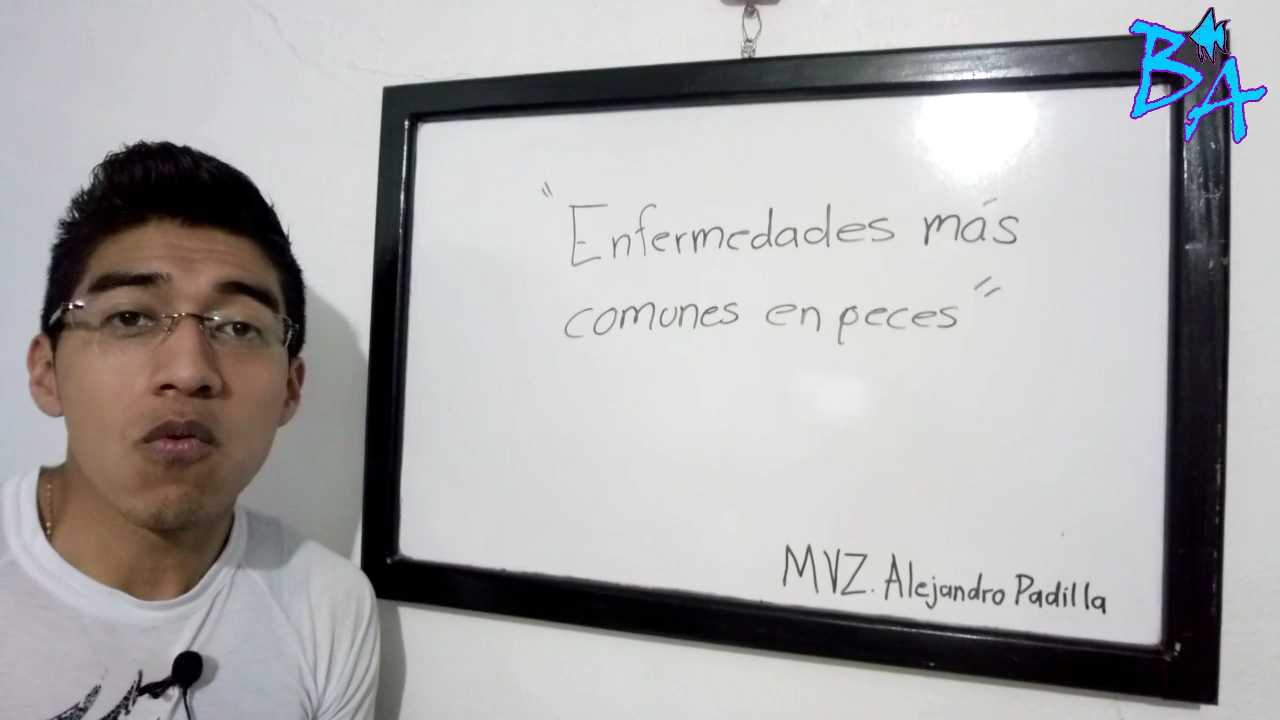 BA
"Enfermedades más
comunes en peces"
MVZ. Alejandro Padilla